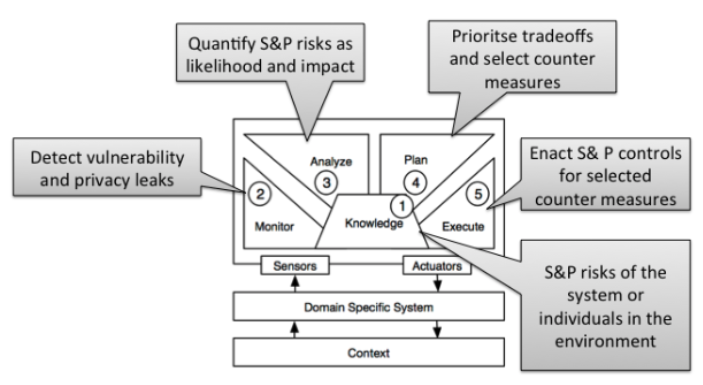 Quantify S&P risks as
likelihood and impact
Prioritse tradeoffs
and select counter
measures
Detect vulnerability
and privacy leaks
Enact S& P controls
for selected
counter measures
Analyze
3
Plan
4
2
Monitor
1
Knowledge
5
Execute
S&P risks of the
system or
individuals in the
environment
Sensors
Actuators
Domain Specific System
Context